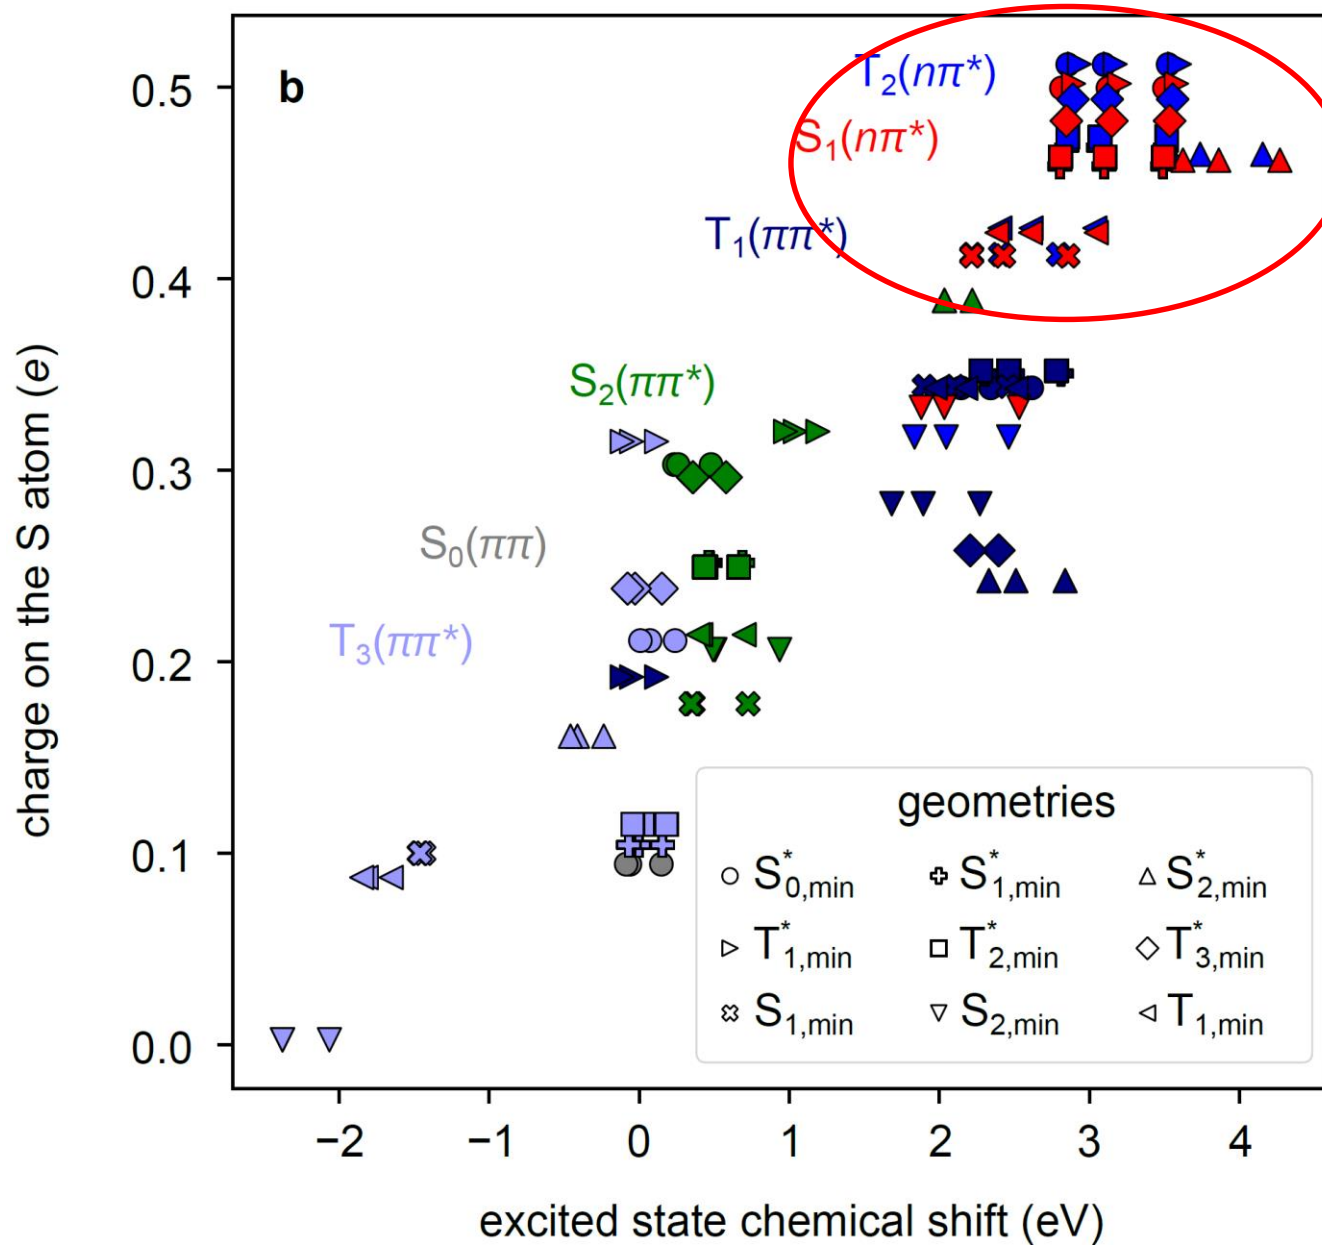 b
T₂(nπ*)
S₁(nπ*)
T₁(ππ*)
S₂(ππ*)
S₀(ππ)
T₃(ππ*)
0.5
0.4
0.3
0.2
0.1
0.0
charge on the S atom (e)
geometries
S*₀,min S*₁,min S*₂,min
T*₁,min T*₂,min T*₃,min
S₁,min S₂,min T₁,min
−2 −1 0 1 2 3 4
excited state chemical shift (eV)